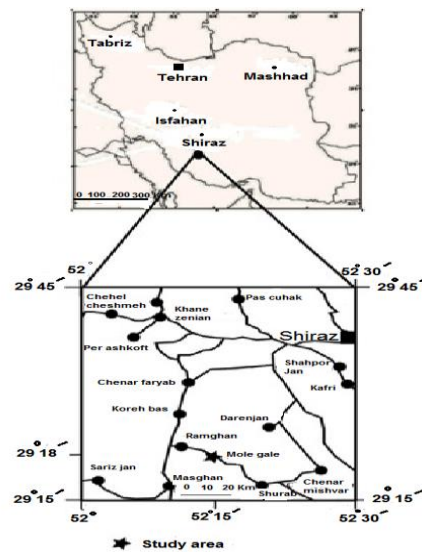 Tabriz
Tehran
Mashhad
Isfahan
Shiraz
0 100 200 300 km
52° 52° 30'
29° 45' 29° 45'
Chehel cheshmeh
Khane zenian
Pas cuhak
Shiraz
Per ashkoft
Shahpor Jan
Kafri
Chenar faryab
Koreh bas
Darenjan
Ramghan
Mole gale
29° 18' 29° 18'
Sariz jan
Masghan
0 10 20 Km
Shurab
Chenar mishvar
29° 15' 29° 15'
52° 52° 15' 52° 30'
Study area